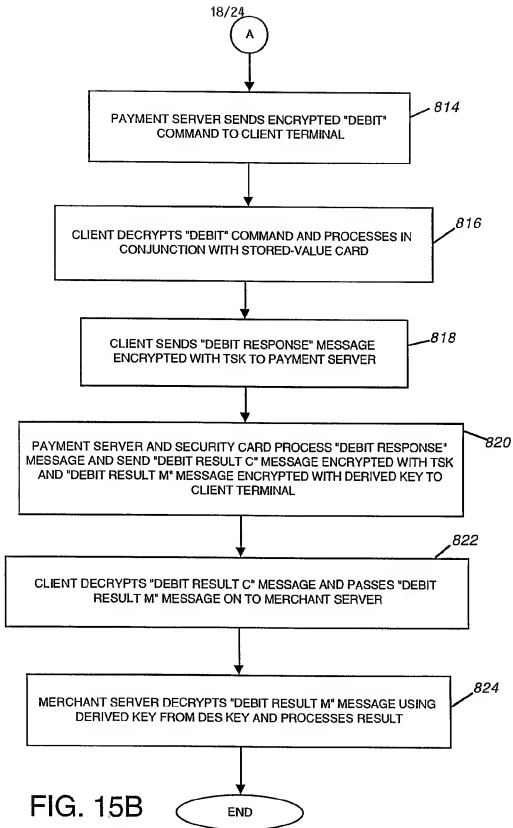 18/24
A
PAYMENT SERVER SENDS ENCRYPTED "DEBIT"
COMMAND TO CLIENT TERMINAL
814
CLIENT DECRYPTS "DEBIT" COMMAND AND PROCESSES IN
CONJUNCTION WITH STORED-VALUE CARD
816
CLIENT SENDS "DEBIT RESPONSE" MESSAGE
ENCRYPTED WITH TSK TO PAYMENT SERVER
818
PAYMENT SERVER AND SECURITY CARD PROCESS "DEBIT RESPONSE"
MESSAGE AND SEND "DEBIT RESULT C" MESSAGE ENCRYPTED WITH TSK
AND "DEBIT RESULT M" MESSAGE ENCRYPTED WITH DERIVED KEY TO
CLIENT TERMINAL
820
CLIENT DECRYPTS "DEBIT RESULT C" MESSAGE AND PASSES "DEBIT
RESULT M" MESSAGE ON TO MERCHANT SERVER
822
MERCHANT SERVER DECRYPTS "DEBIT RESULT M" MESSAGE USING
DERIVED KEY FROM DES KEY AND PROCESSES RESULT
824
END
FIG. 15B